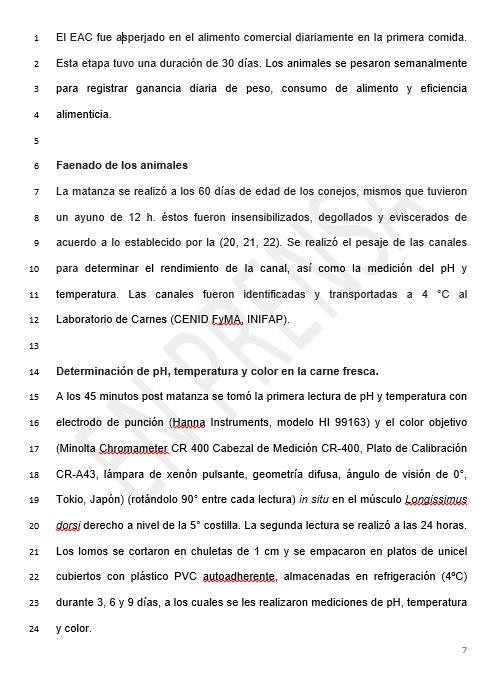 1 El EAC fue asperjado en el alimento comercial diariamente en la primera comida.
2 Esta etapa tuvo una duración de 30 días. Los animales se pesaron semanalmente
3 para registrar ganancia diaria de peso, consumo de alimento y eficiencia
4 alimenticia.
5
6 Faenado de los animales
7 La matanza se realizó a los 60 días de edad de los conejos, mismos que tuvieron
8 un ayuno de 12 h. éstos fueron insensibilizados, degollados y eviscerados de
9 acuerdo a lo establecido por la (20, 21, 22). Se realizó el pesaje de las canales
10 para determinar el rendimiento de la canal, así como la medición del pH y
11 temperatura. Las canales fueron identificadas y transportadas a 4 °C al
12 Laboratorio de Carnes (CENID FyMA, INIFAP).
13
14 Determinación de pH, temperatura y color en la carne fresca.
15 A los 45 minutos post matanza se tomó la primera lectura de pH y temperatura con
16 electrodo de punción (Hanna Instruments, modelo HI 99163) y el color objetivo
17 (Minolta Chromameter CR 400 Cabezal de Medición CR-400, Plato de Calibración
18 CR-A43, lámpara de xenón pulsante, geometría difusa, ángulo de visión de 0°,
19 Tokio, Japón) (rotándolo 90° entre cada lectura) in situ en el músculo Longissimus
20 dorsi derecho a nivel de la 5° costilla. La segunda lectura se realizó a las 24 horas.
21 Los lomos se cortaron en chuletas de 1 cm y se empacaron en platos de unicel
22 cubiertos con plástico PVC autoadherente, almacenadas en refrigeración (4ºC)
23 durante 3, 6 y 9 días, a los cuales se les realizaron mediciones de pH, temperatura
24 y color.
7
EN PRENSA